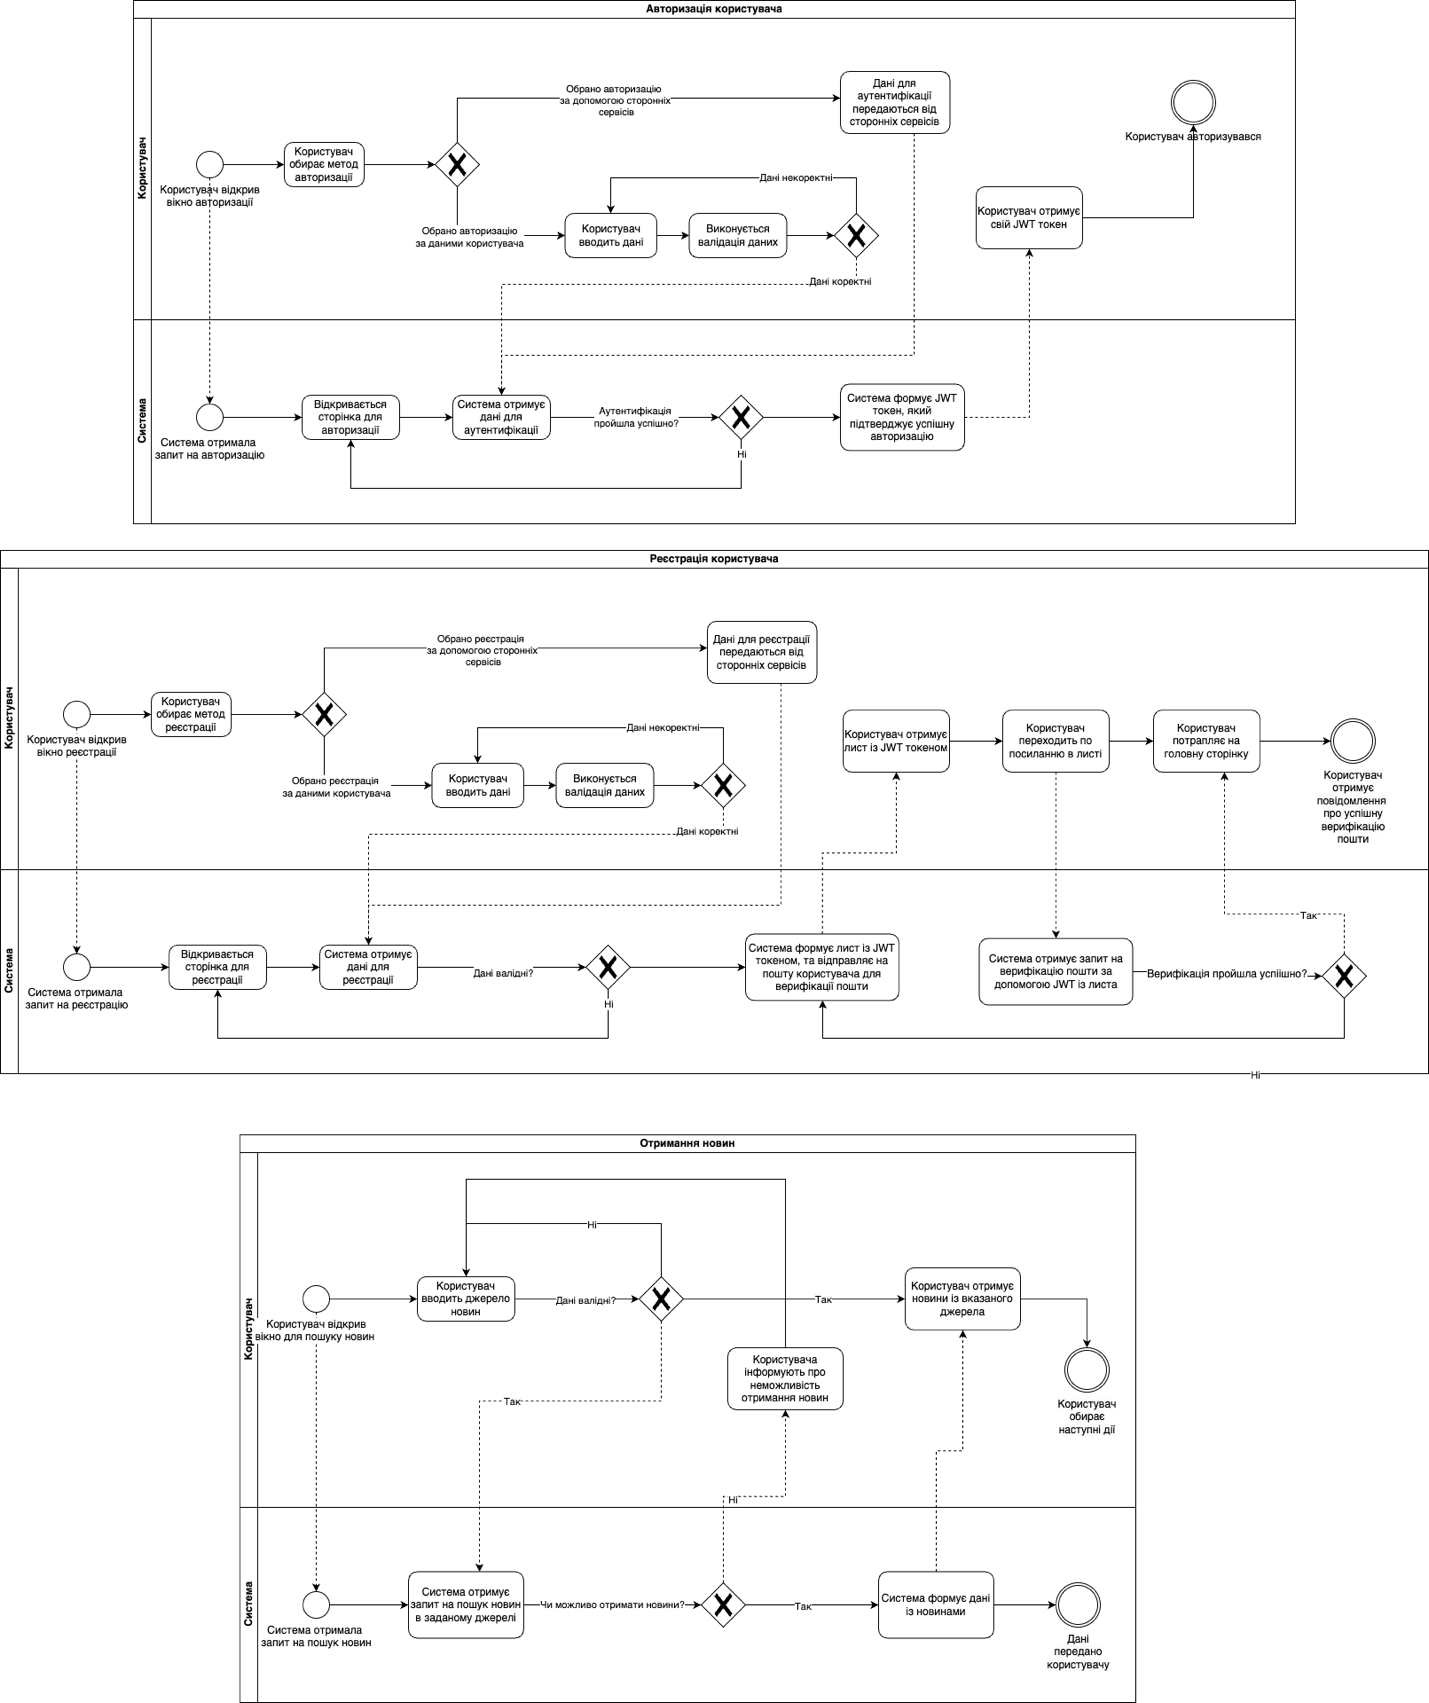 Авторизація користувача
Користувач
Обрано авторизацію
за допомогою сторонніх
сервісів
Дані для
аутентифікації
передаються від
сторонніх сервісів
Користувач авторизувався
Користувач
обирає метод
авторизації
Користувач відкрив
вікно авторизації
Дані некоректні
Обрано авторизацію
за даними користувача
Користувач
вводить дані
Виконується
валідація даних
Користувач отримує
свій JWT токен
Дані коректні
Система
Відкривається
сторінка для
авторизації
Система отримує
дані для
аутентифікації
Аутентифікація
пройшла успішно?
Система формує JWT
токен, який
підтверджує успішну
авторизацію
Система отримала
запит на авторизацію
Ні
Реєстрація користувача
Користувач
Обрано реєстрація
за допомогою сторонніх
сервісів
Дані для реєстрації
передаються від
сторонніх сервісів
Користувач
обирає метод
реєстрації
Користувач відкрив
вікно реєстрації
Дані некоректні
Обрано реєстрація
за даними користувача
Користувач
вводить дані
Виконується
валідація даних
Дані коректні
Користувач отримує
лист із JWT токеном
Користувач
переходить по
посиланню в листі
Користувач
потрапляє на
головну сторінку
Користувач
отримує
повідомлення
про успішну
верифікацію
пошти
Система
Система отримала
запит на реєстрацію
Відкривається
сторінка для
реєстрації
Система отримує
дані для
реєстрації
Дані валідні?
Ні
Система формує лист із JWT
токеном, та відправляє на
пошту користувача для
верифікації пошти
Система отримує запит на
верифікацію пошти за
допомогою JWT із листа
Верифікація пройшла успіішно?
Так
Ні
Отримання новин
Користувач
Ні
Користувач
вводить джерело
новин
Дані валідні?
Так
Користувач отримує
новини із вказаного
джерела
Користувач відкрив
вікно для пошуку новин
Користувача
інформують про
неможливість
отримання новин
Так
Користувач
обирає
наступні дії
Ні
Система
Система отримала
запит на пошук новин
Система отримує
запит на пошук новин
в заданому джерелі
Чи можливо отримати новини?
Так
Система формує дані
із новинами
Дані
передано
користувачу